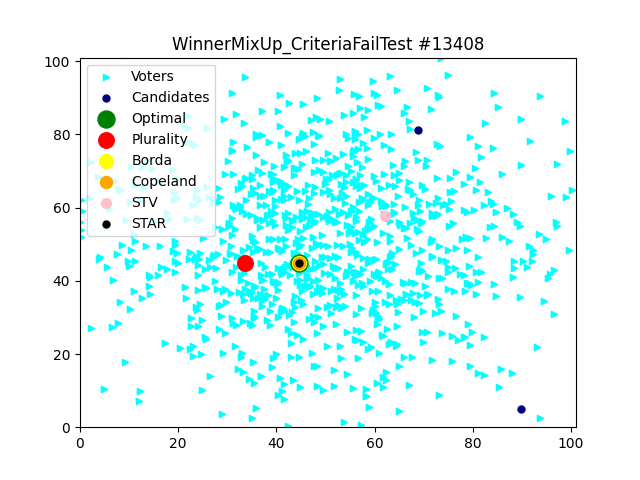 WinnerMixUp_CriteriaFailTest #13408
Voters
Candidates
Optimal
Plurality
Borda
Copeland
STV
STAR
100
80
60
40
20
0
0 20 40 60 80 100